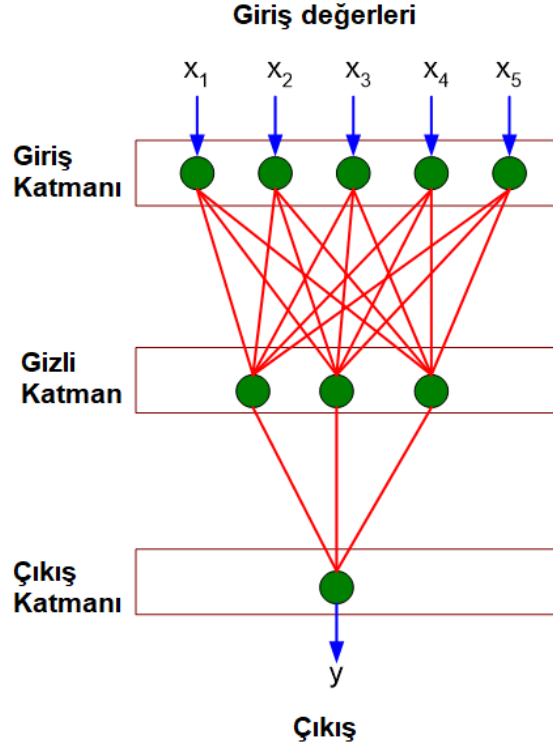 Giriş değerleri
x1 x2 x3 x4 x5
Giriş
Katmanı
Gizli
Katman
Çıkış
Katmanı
y
Çıkış